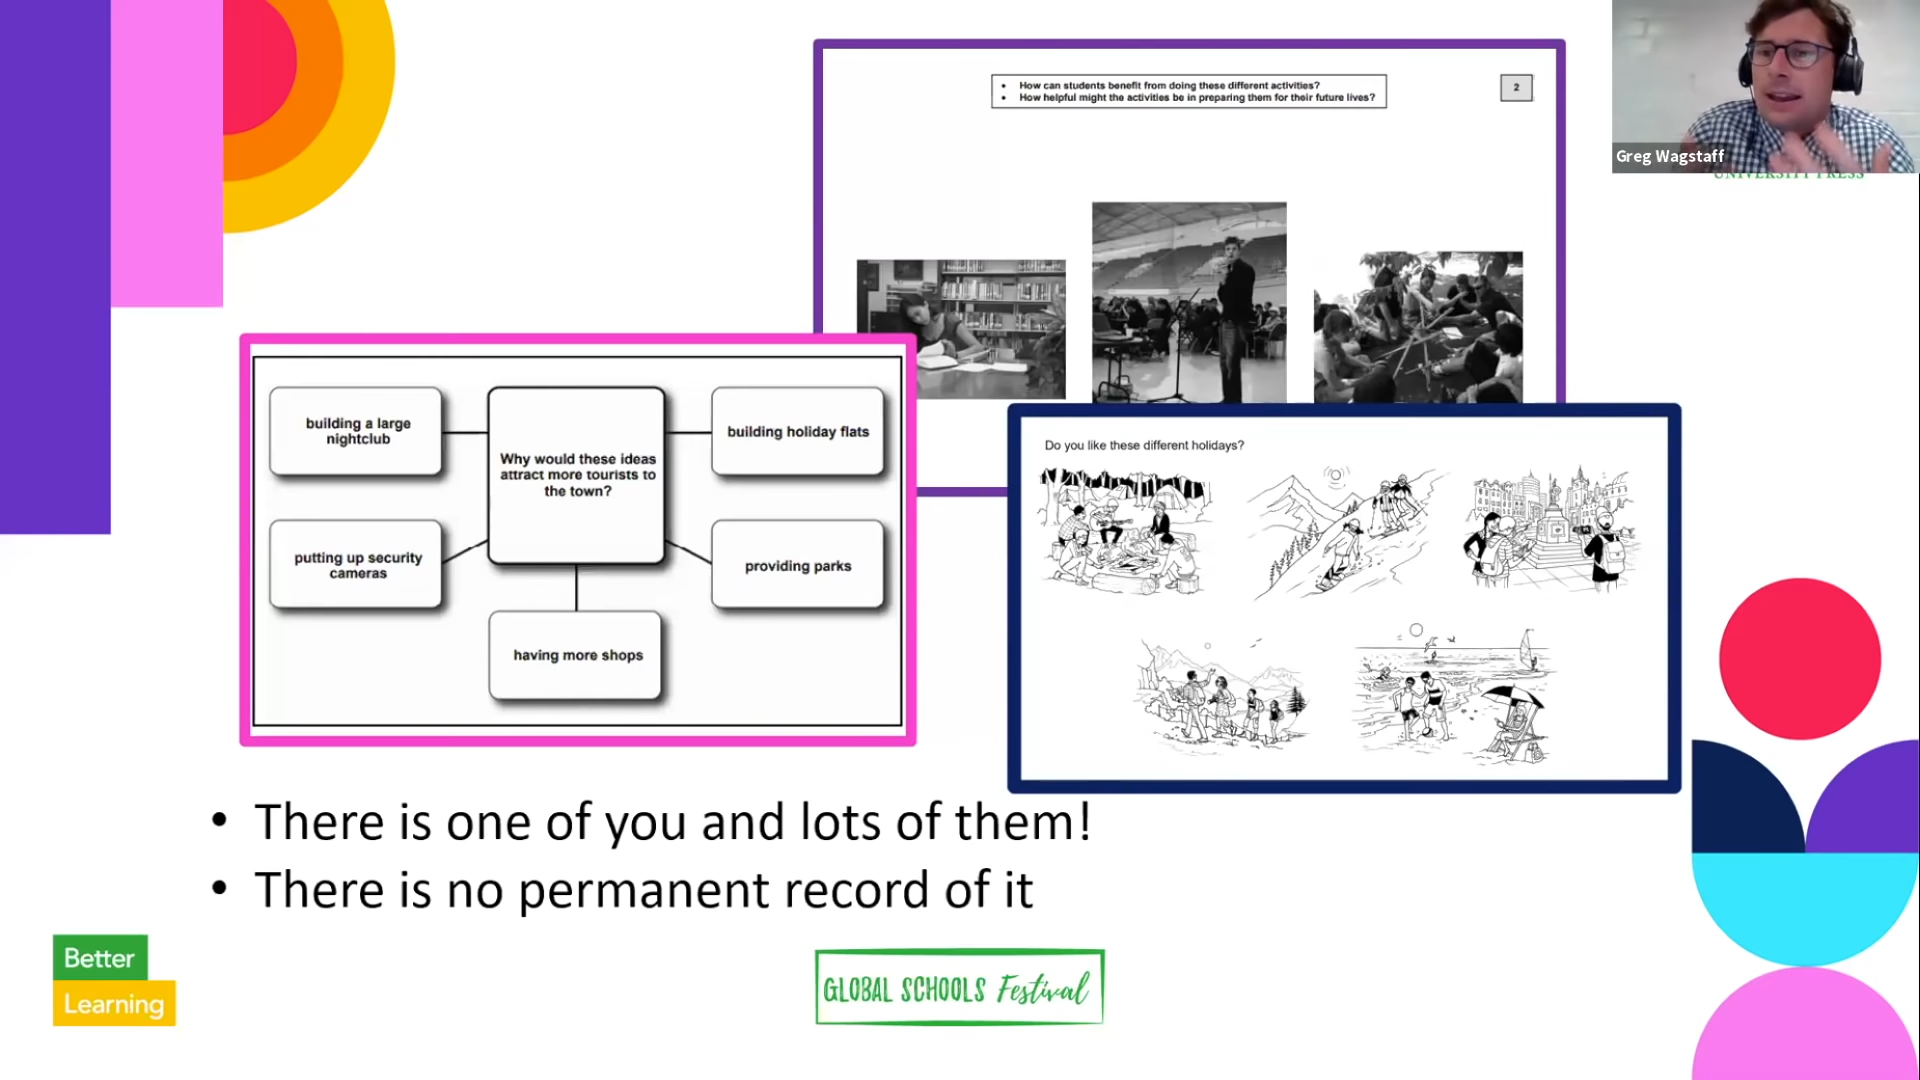 • How can students benefit from doing these different activities?
• How helpful might the activities be in preparing them for their future lives?
2
Greg Wagstaff
UNIVERSITY PRESS
building a large
nightclub
Why would these ideas
attract more tourists to
the town?
building holiday flats
putting up security
cameras
providing parks
having more shops
Do you like these different holidays?
• There is one of you and lots of them!
• There is no permanent record of it
Better
Learning
GLOBAL SCHOOLS Festival